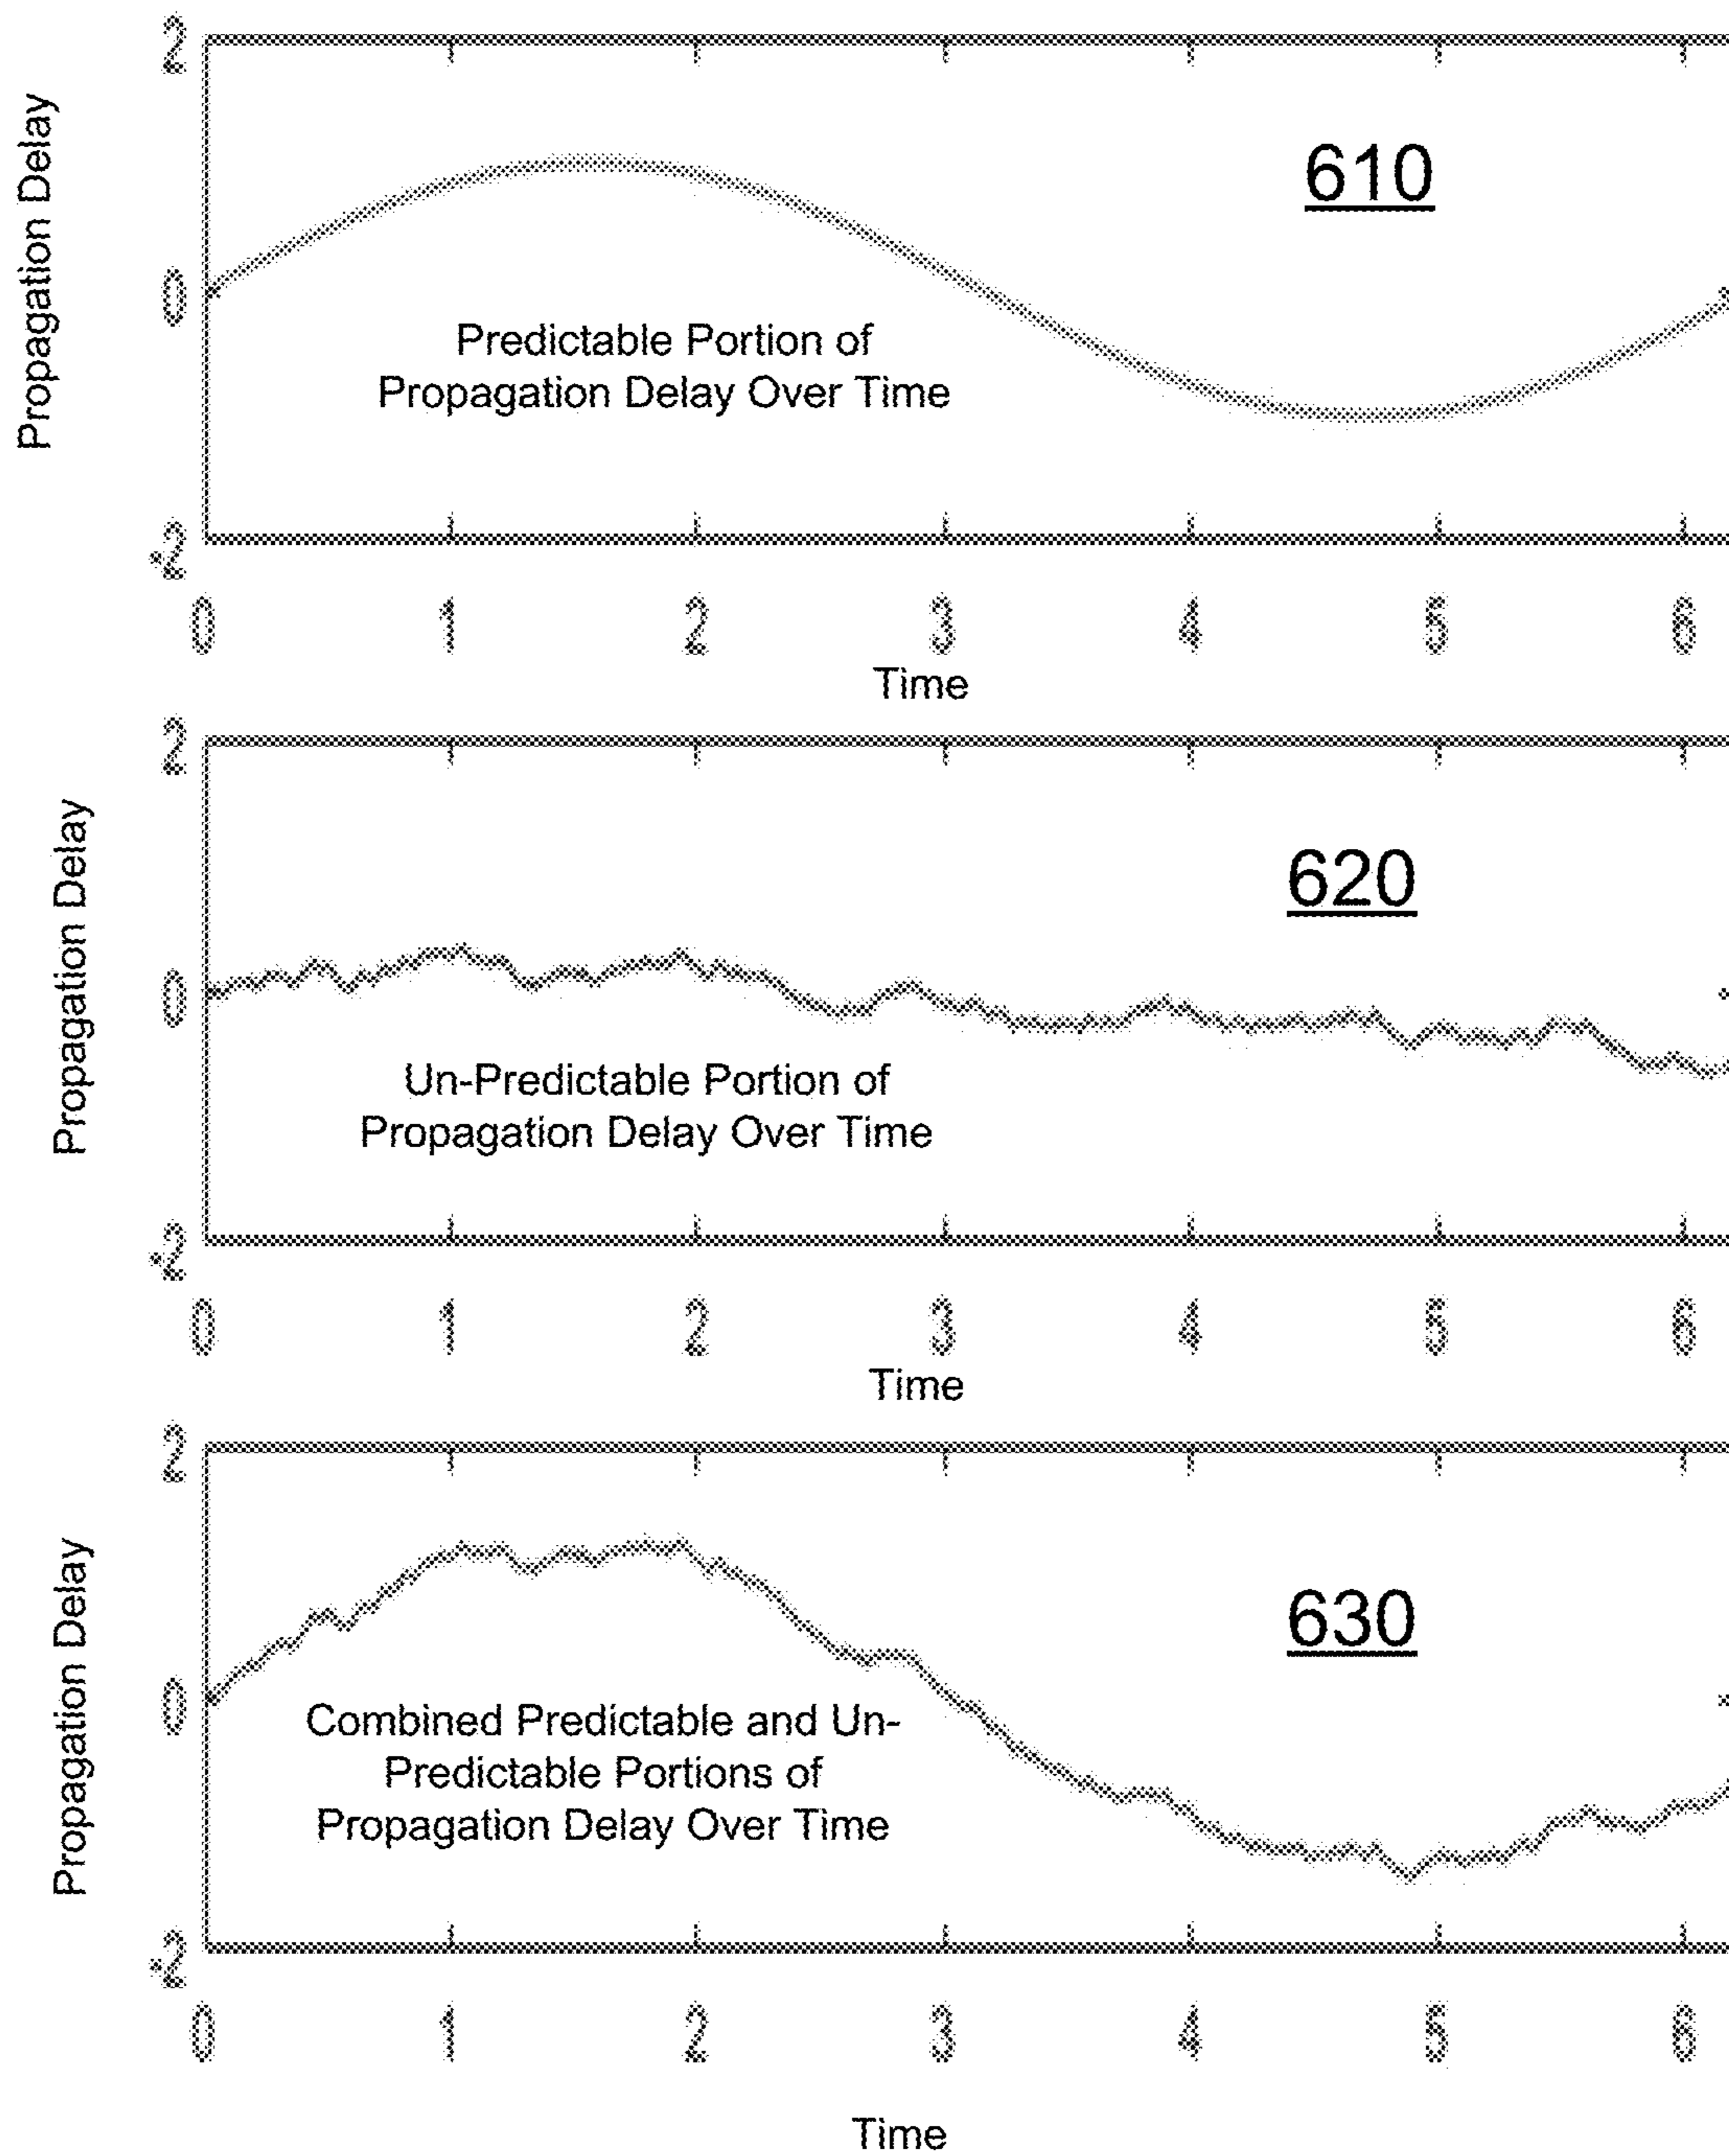 2
Propagation Delay
610
0
Predictable Portion of
Propagation Delay Over Time
-2
0 1 2 3 4 5 6
Time
2
Propagation Delay
620
0
Un-Predictable Portion of
Propagation Delay Over Time
-2
0 1 2 3 4 5 6
Time
2
Propagation Delay
630
0
Combined Predictable and Un-
Predictable Portions of
Propagation Delay Over Time
-2
0 1 2 3 4 5 6
Time